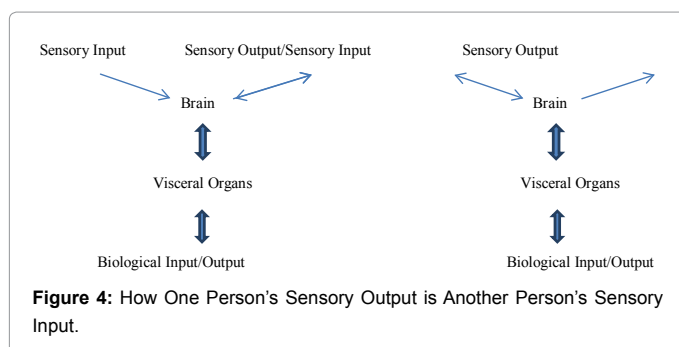 Sensory Input Sensory Output/Sensory Input Sensory Output
Brain Brain
Visceral Organs Visceral Organs
Biological Input/Output Biological Input/Output
Figure 4: How One Person's Sensory Output is Another Person's Sensory
Input.